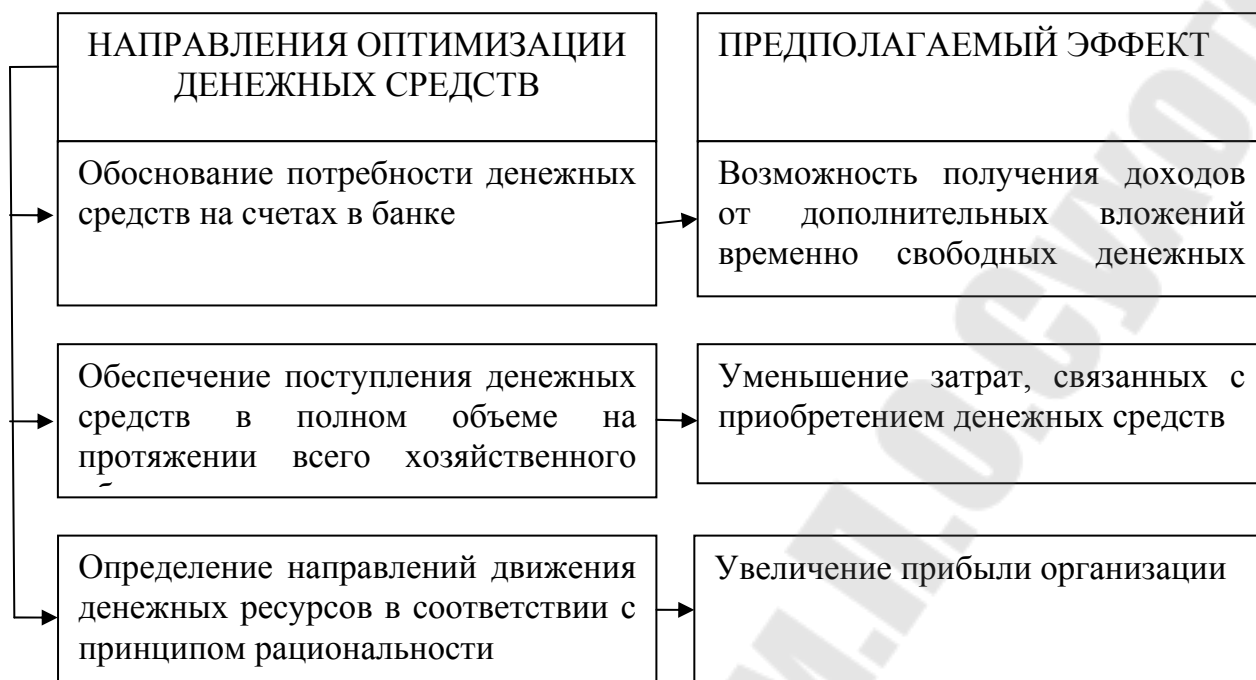 НАПРАВЛЕНИЯ ОПТИМИЗАЦИИ
ДЕНЕЖНЫХ СРЕДСТВ
ПРЕДПОЛАГАЕМЫЙ ЭФФЕКТ
Обоснование потребности денежных
средств на счетах в банке
Возможность получения доходов
от дополнительных вложений
временно свободных денежных
Обеспечение поступления денежных
средств в полном объеме на
протяжении всего хозяйственного
Уменьшение затрат, связанных с
приобретением денежных средств
Определение направлений движения
денежных ресурсов в соответствии с
принципом рациональности
Увеличение прибыли организации